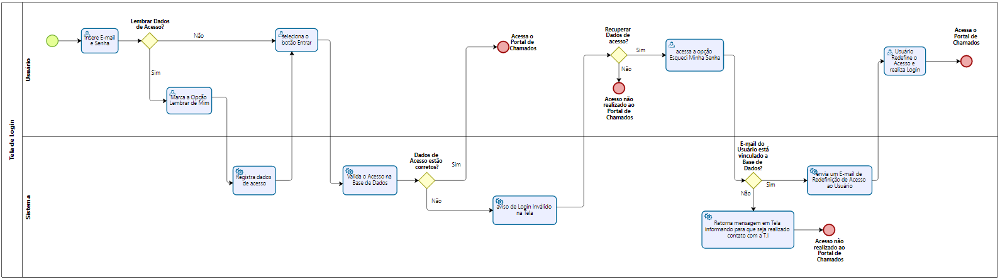 Tela de Login
Usuário
Sistema
Insere E-mail
e Senha
Lembrar Dados
de Acesso?
Não
Sim
Marca a Opção
Lembrar de Mim
Registra dados
de acesso
seleciona o
botão Entrar
Valida o Acesso na
Base de Dados
Dados de
Acesso estão
corretos?
Sim
Não
Acessa o
Portal de
Chamados
aviso de Login Inválido
na Tela
Recuperar
Dados de
acesso?
Sim
Não
Acesso não
realizado ao
Portal de
Chamados
acessa a opção
Esqueci Minha Senha
E-mail do
Usuário está
vinculado a
Base de
Dados?
Sim
Não
envia um E-mail de
Redefinição de Acesso
ao Usuário
Retorna mensagem em Tela
informando para que seja realizado
contato com a T.I
Acesso não
realizado ao
Portal de
Chamados
Usuário
Redefine o
Acesso e
realiza Login
Acessa o
Portal de
Chamados